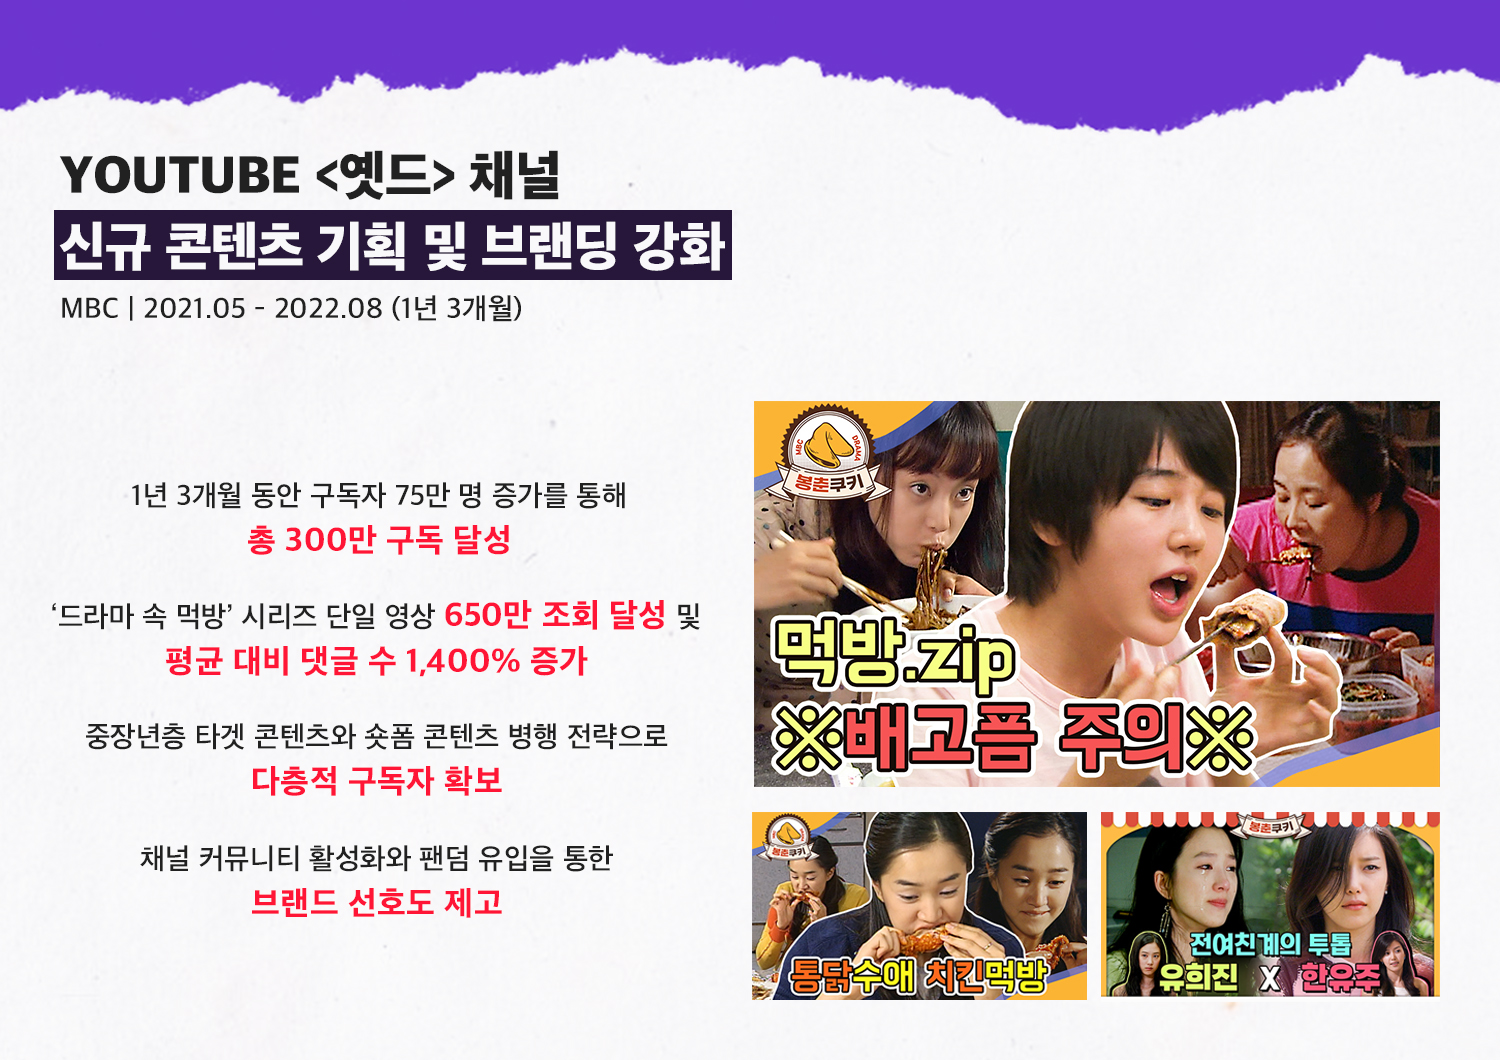 YOUTUBE <옛드> 채널
신규 콘텐츠 기획 및 브랜딩 강화
MBC | 2021.05 - 2022.08 (1년 3개월)
1년 3개월 동안 구독자 75만 명 증가를 통해
총 300만 구독 달성
‘드라마 속 먹방’ 시리즈 단일 영상 650만 조회 달성 및
평균 대비 댓글 수 1,400% 증가
중장년층 타겟 콘텐츠와 숏폼 콘텐츠 병행 전략으로
다층적 구독자 확보
채널 커뮤니티 활성화와 팬덤 유입을 통한
브랜드 선호도 제고
MBC DRAMA
봉춘쿠키
먹방.zip
※배고픔 주의※
봉춘쿠키
통닭수애 치킨먹방
봉춘쿠키
전여친계의 투톱
유희진 X 한유주